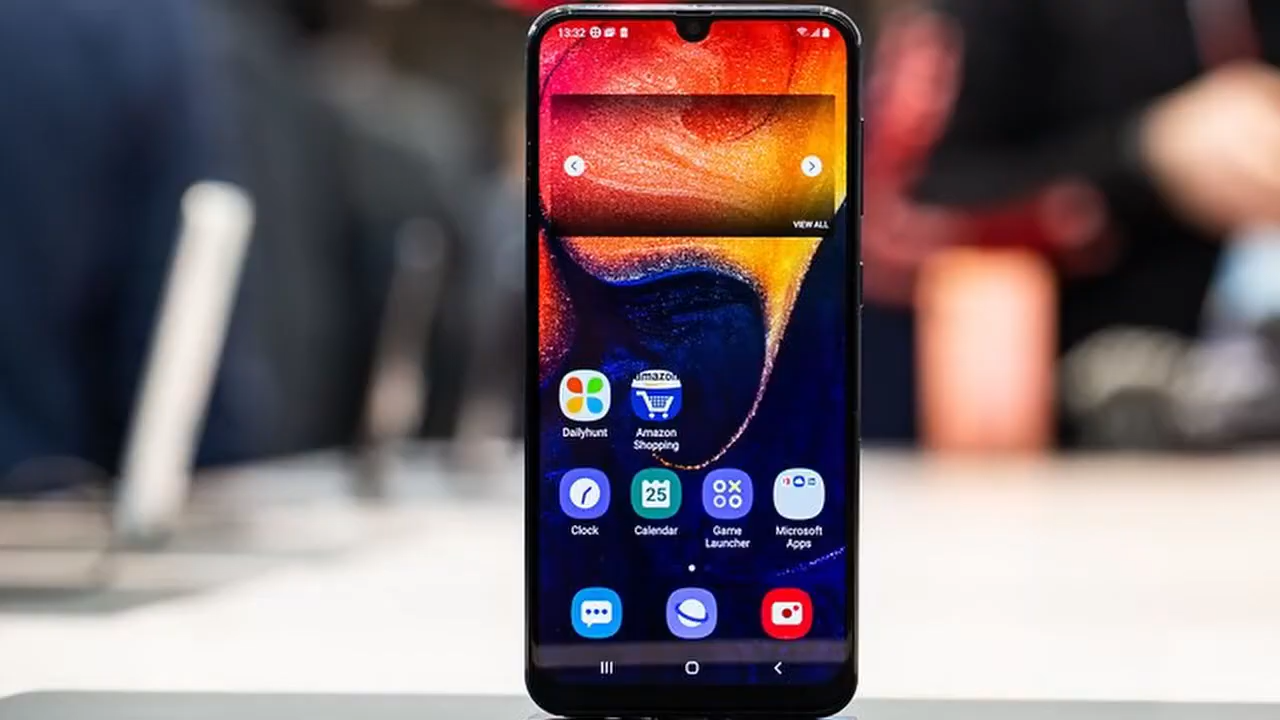 13:32
VIEW ALL
amazon
Dailyhunt
Amazon
Shopping
25
Clock
Calendar
Game
Launcher
Microsoft
Apps